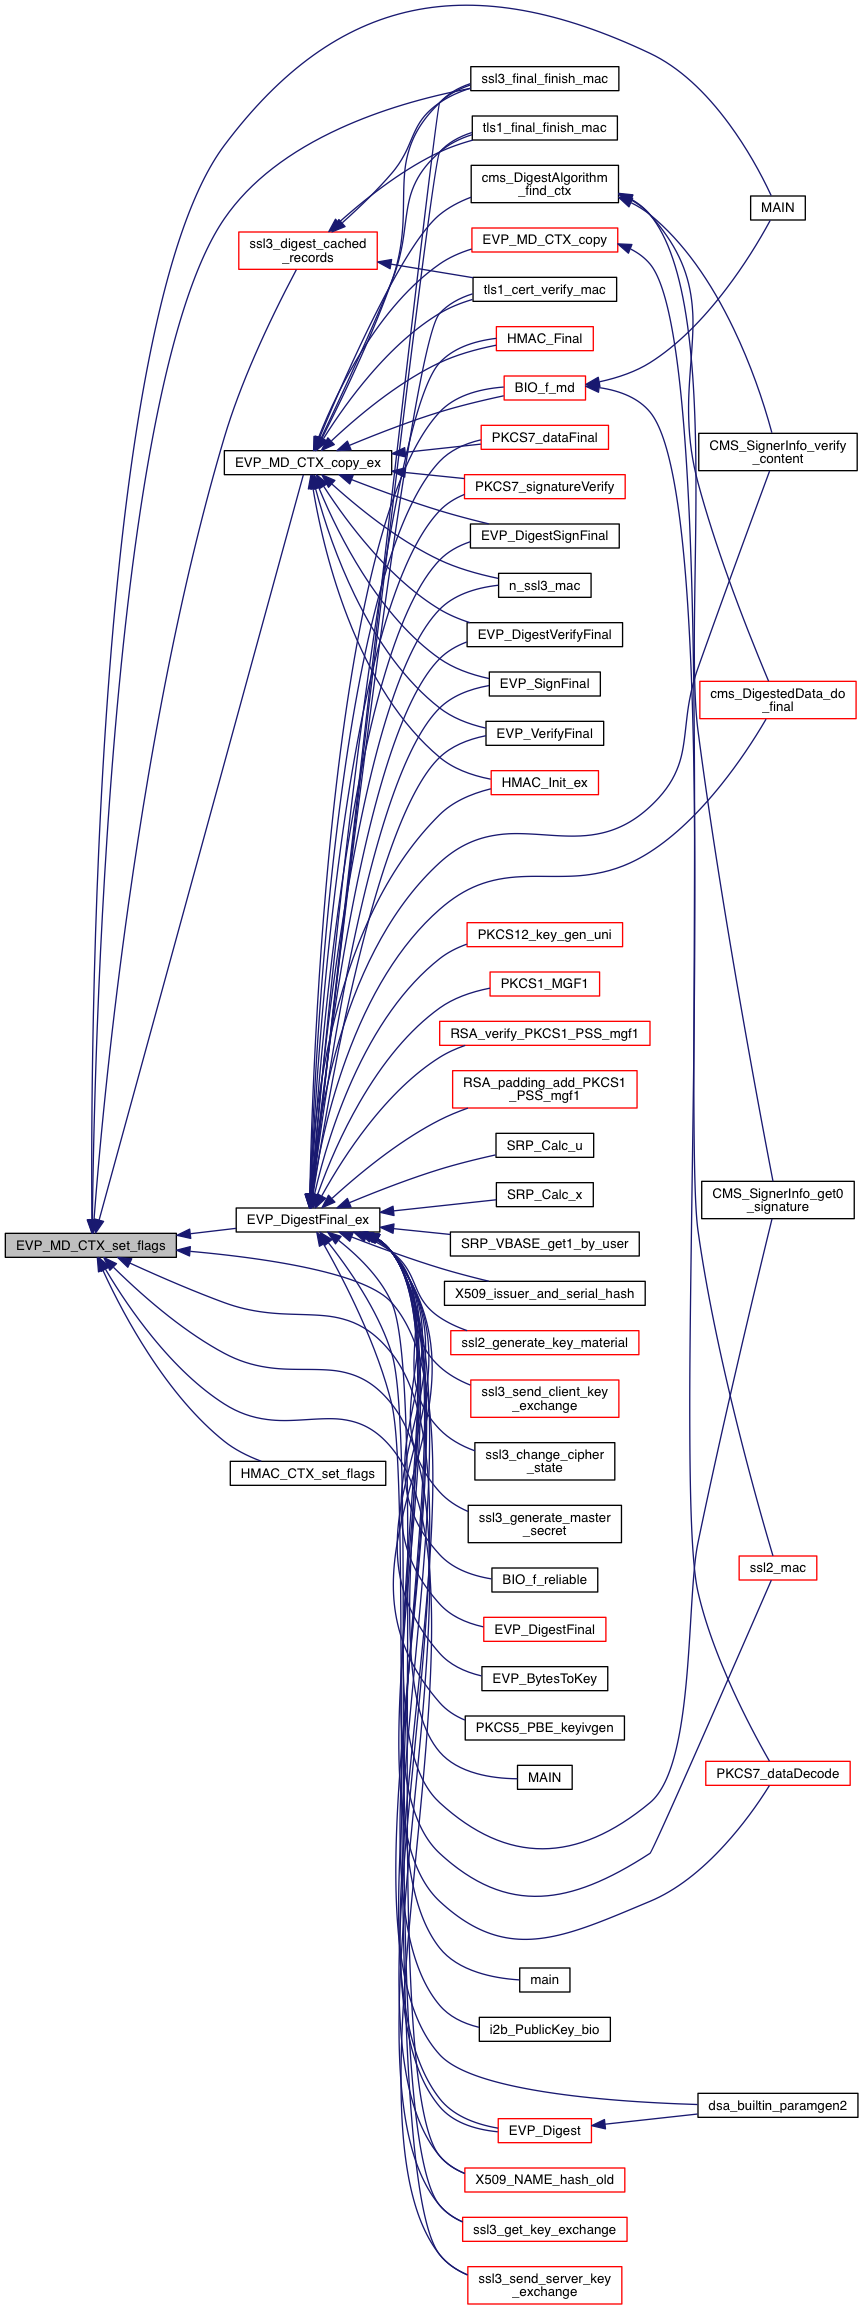 ssl3_final_finish_mac
tls1_final_finish_mac
cms_DigestAlgorithm
_find_ctx
MAIN
EVP_MD_CTX_copy
ssl3_digest_cached
_records
tls1_cert_verify_mac
HMAC_Final
BIO_f_md
PKCS7_dataFinal
CMS_SignerInfo_verify
_content
EVP_MD_CTX_copy_ex
PKCS7_signatureVerify
EVP_DigestSignFinal
n_ssl3_mac
EVP_DigestVerifyFinal
EVP_SignFinal
cms_DigestedData_do
_final
EVP_VerifyFinal
HMAC_Init_ex
PKCS12_key_gen_uni
PKCS1_MGF1
RSA_verify_PKCS1_PSS_mgf1
RSA_padding_add_PKCS1
_PSS_mgf1
SRP_Calc_u
SRP_Calc_x
CMS_SignerInfo_get0
_signature
EVP_DigestFinal_ex
EVP_MD_CTX_set_flags
SRP_VBASE_get1_by_user
X509_issuer_and_serial_hash
ssl2_generate_key_material
ssl3_send_client_key
_exchange
ssl3_change_cipher
_state
HMAC_CTX_set_flags
ssl3_generate_master
_secret
ssl2_mac
BIO_f_reliable
EVP_DigestFinal
EVP_BytesToKey
PKCS5_PBE_keyivgen
MAIN
PKCS7_dataDecode
main
i2b_PublicKey_bio
dsa_builtin_paramgen2
EVP_Digest
X509_NAME_hash_old
ssl3_get_key_exchange
ssl3_send_server_key
_exchange